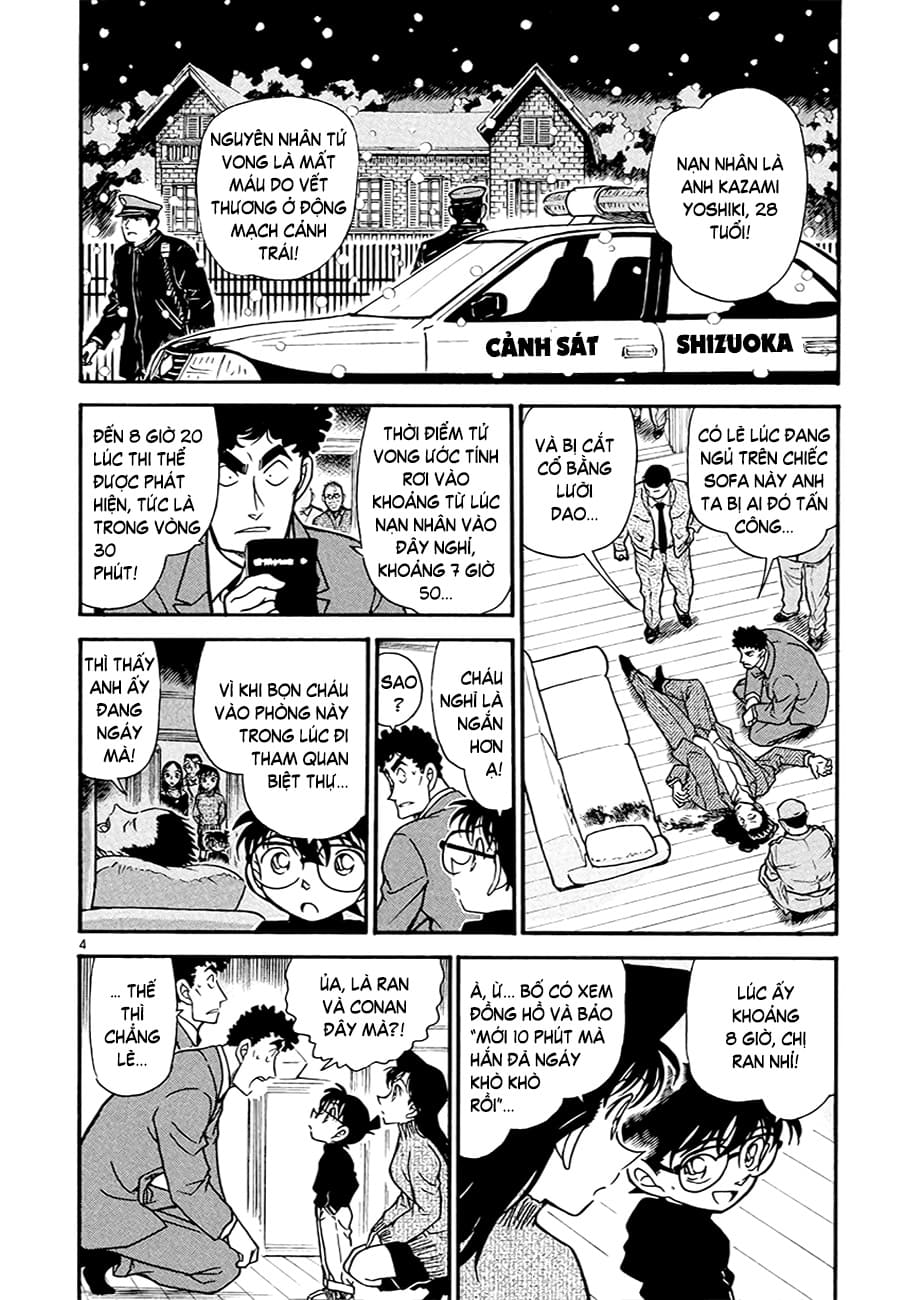 NẠN NHÂN LÀ
ANH KAZAMI
YOSHIKI, 28
TUỔI!
NGUYÊN NHÂN TỬ
VONG LÀ MẤT
MÁU DO VẾT
THƯƠNG Ở ĐỘNG
MẠCH CẢNH
TRÁI!
CẢNH SÁT
SHIZUOKA
CÓ LẼ LÚC ĐANG
NGỦ TRÊN CHIẾC
SOFA NÀY ANH
TA BỊ AI ĐÓ TẤN
CÔNG...
VÀ BỊ CẮT
CỔ BẰNG
LƯỠI
DAO...
THỜI ĐIỂM TỬ
VONG ƯỚC TÍNH
RƠI VÀO
KHOẢNG TỪ LÚC
NẠN NHÂN VÀO
ĐÂY NGHỈ,
KHOẢNG 7 GIỜ
50...
ĐẾN 8 GIỜ 20
LÚC THI THỂ
ĐƯỢC PHÁT
HIỆN, TỨC LÀ
TRONG VÒNG
30
PHÚT!
CHÁU
NGHĨ LÀ
NGẮN
HƠN
Ạ!
SAO
?
VÌ KHI BỌN CHÁU
VÀO PHÒNG NÀY
TRONG LÚC ĐI
THAM QUAN
BIỆT THỰ...
THÌ THẤY
ANH ẤY
ĐANG
NGÁY
MÀ!
4
LÚC ẤY
KHOẢNG
8 GIỜ, CHỊ
RAN NHỈ!
À, Ừ... BỐ CÓ XEM
ĐỒNG HỒ VÀ BẢO
"MỚI 10 PHÚT MÀ
HẮN ĐÃ NGÁY
KHÒ KHÒ
RỒI"...
ỦA, LÀ RAN
VÀ CONAN
ĐÂY MÀ?!
... THẾ
THÌ
CHẲNG
LẼ...